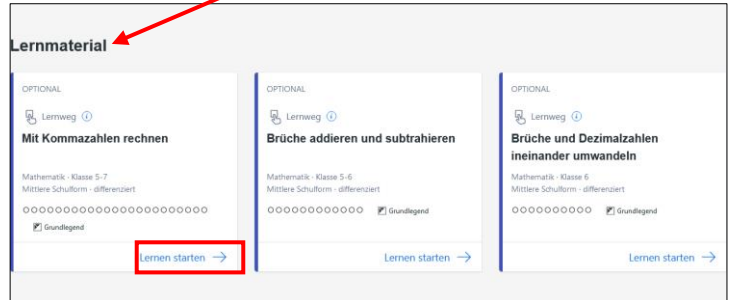 Lernmaterial
OPTIONAL
Lernweg
Mit Kommazahlen rechnen
Mathematik · Klasse 5-7
Mittlere Schulform · differenziert
Grundlegend
Lernen starten →
OPTIONAL
Lernweg
Brüche addieren und subtrahieren
Mathematik · Klasse 5-6
Mittlere Schulform · differenziert
Grundlegend
Lernen starten →
OPTIONAL
Lernweg
Brüche und Dezimalzahlen
ineinander umwandeln
Mathematik · Klasse 6
Mittlere Schulform · differenziert
Grundlegend
Lernen starten →